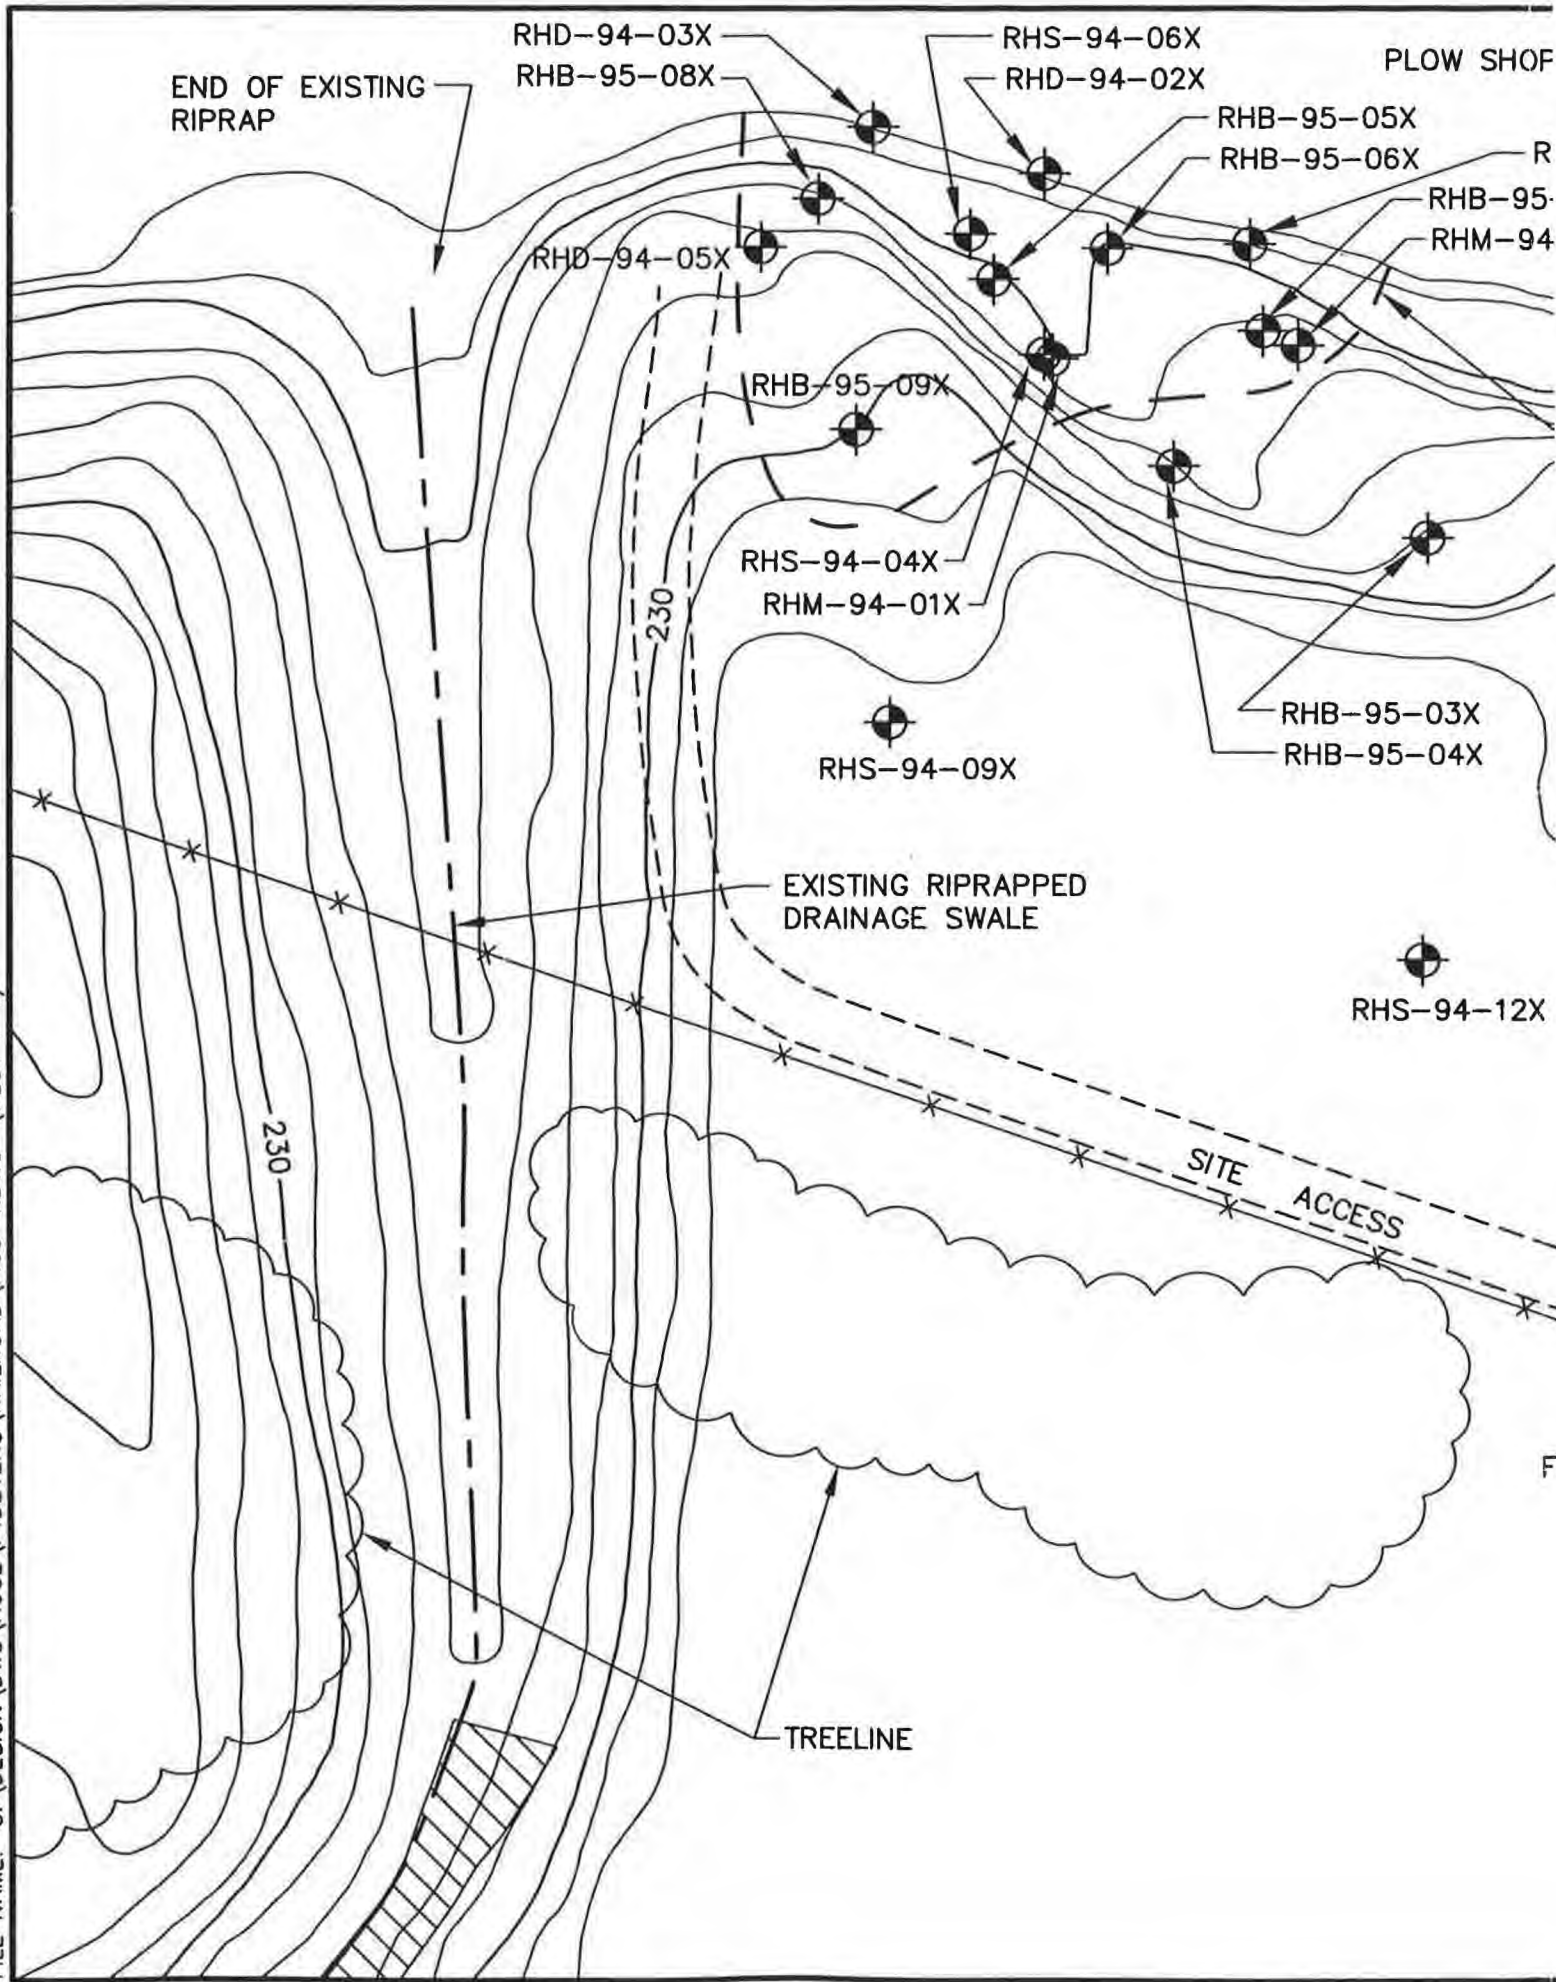 RHD-94-03X
RHS-94-06X
PLOW SHOP
END OF EXISTING
RIPRAP
RHB-95-08X
RHD-94-02X
RHB-95-05X
RHB-95-06X
R
RHB-95-
RHM-94
RHD-94-05X
RHB-95-09X
RHS-94-04X
RHM-94-01X
230
RHB-95-03X
RHB-95-04X
RHS-94-09X
EXISTING RIPRAPPED
DRAINAGE SWALE
RHS-94-12X
230
SITE ACCESS
F
TREELINE